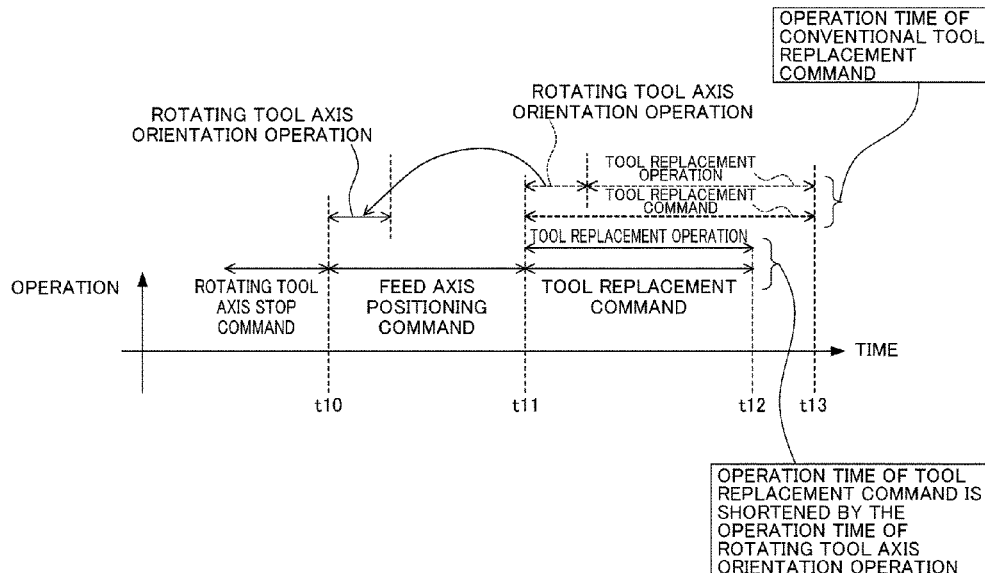 OPERATION TIME OF
CONVENTIONAL TOOL
REPLACEMENT
COMMAND
ROTATING TOOL AXIS
ORIENTATION OPERATION
ROTATING TOOL AXIS
ORIENTATION OPERATION
TOOL REPLACEMENT
OPERATION
TOOL REPLACEMENT
COMMAND
TOOL REPLACEMENT OPERATION
OPERATION
ROTATING TOOL
AXIS STOP
COMMAND
FEED AXIS
POSITIONING
COMMAND
TOOL REPLACEMENT
COMMAND
TIME
t10
t11
t12
t13
OPERATION TIME OF TOOL
REPLACEMENT COMMAND IS
SHORTENED BY THE
OPERATION TIME OF
ROTATING TOOL AXIS
ORIENTATION OPERATION